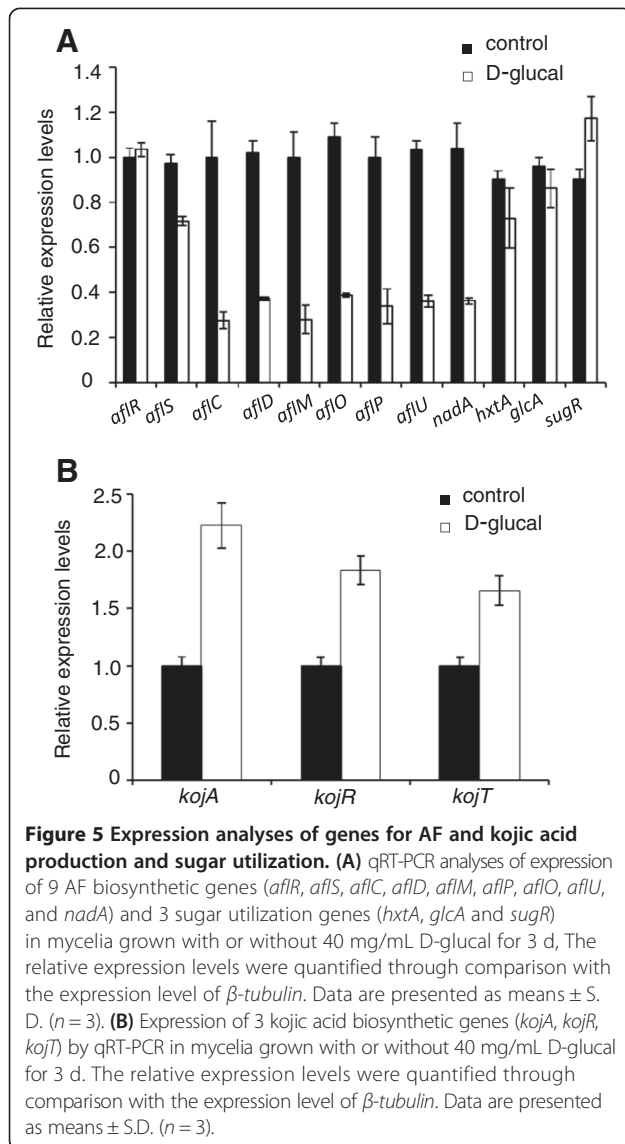 A
control
D-glucal
Relative expression levels
1.4
1.2
1.0
0.8
0.6
0.4
0.2
0
aflR aflS aflC aflD aflM aflO aflP aflU nadA hxtA glcA sugR
B
control
D-glucal
Relative expression levels
2.5
2.0
1.5
1.0
0.5
0
kojA kojR kojT
Figure 5 Expression analyses of genes for AF and kojic acid
production and sugar utilization. (A) qRT-PCR analyses of expression
of 9 AF biosynthetic genes (aflR, aflS, aflC, aflD, aflM, aflP, aflO, aflU,
and nadA) and 3 sugar utilization genes (hxtA, glcA and sugR)
in mycelia grown with or without 40 mg/mL D-glucal for 3 d, The
relative expression levels were quantified through comparison with
the expression level of β-tubulin. Data are presented as means ± S.
D. (n = 3). (B) Expression of 3 kojic acid biosynthetic genes (kojA, kojR,
kojT) by qRT-PCR in mycelia grown with or without 40 mg/mL D-glucal
for 3 d. The relative expression levels were quantified through
comparison with the expression level of β-tubulin. Data are presented
as means ± S.D. (n = 3).